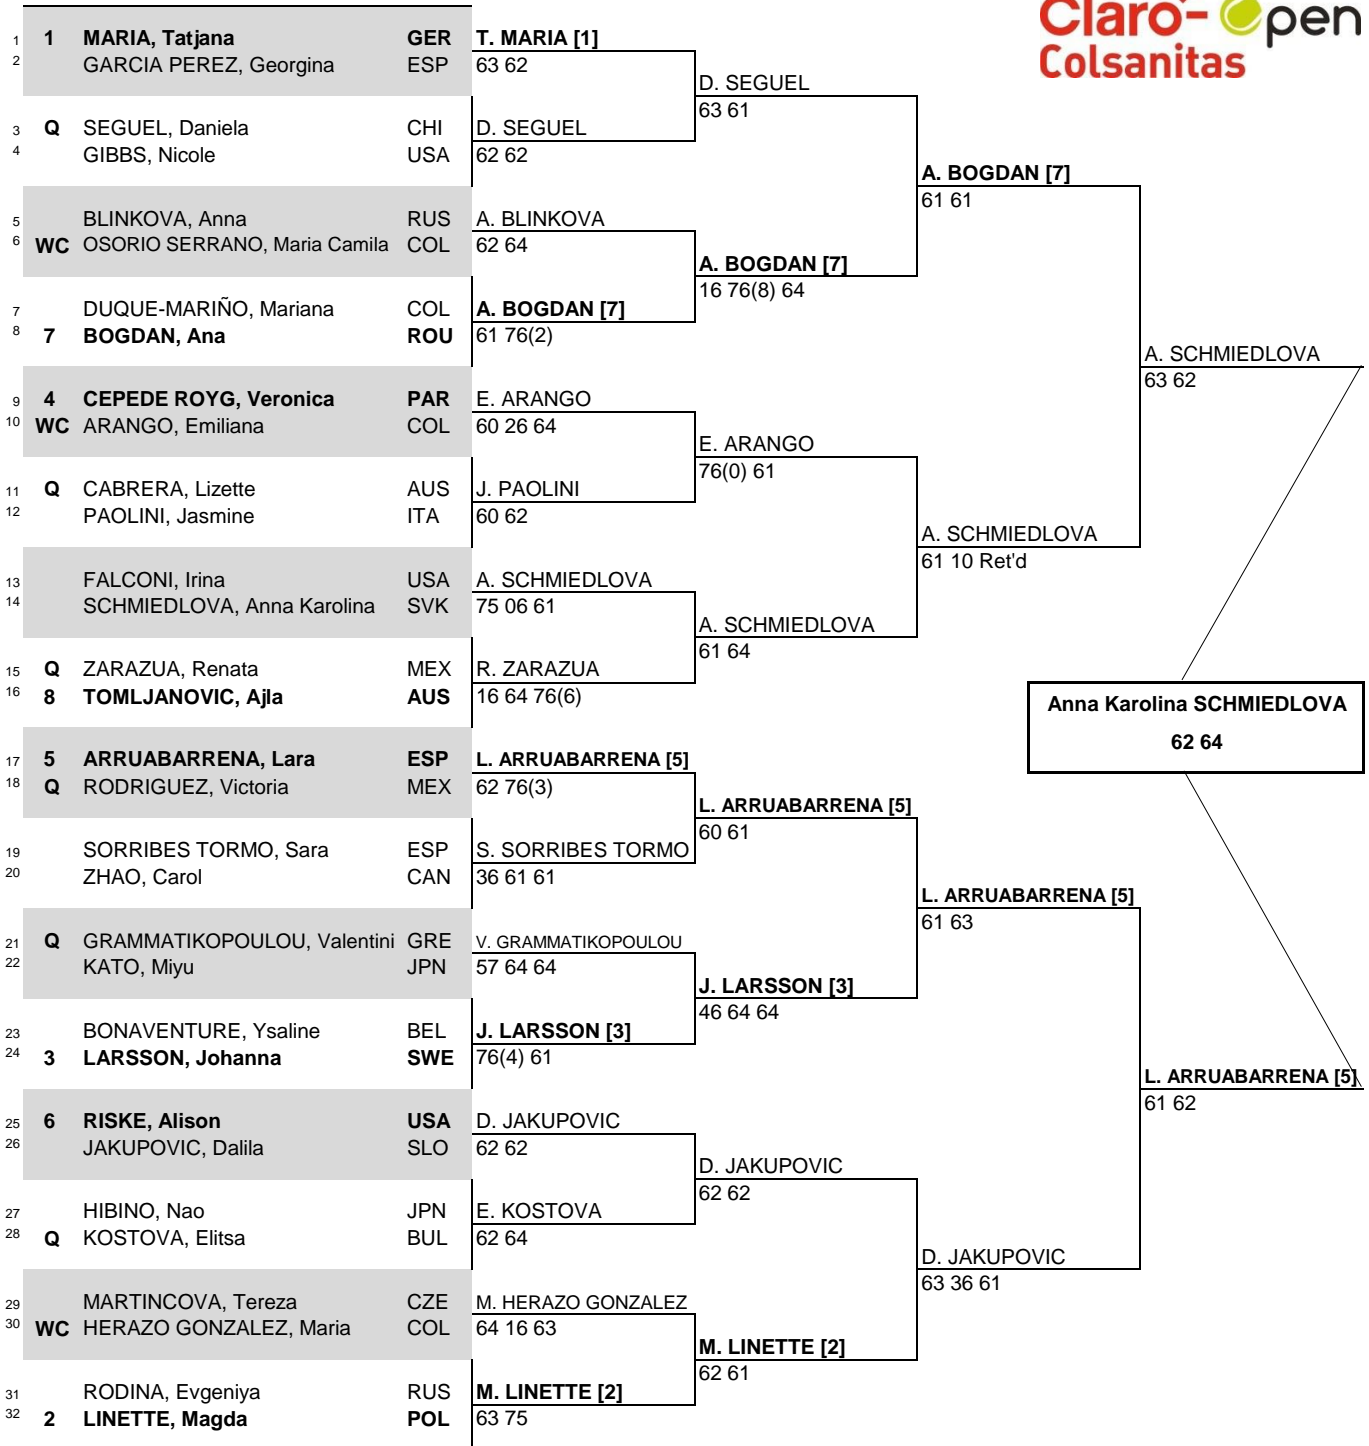 Claro- Open
Colsanitas
1 1 MARIA, Tatjana GER
2 GARCIA PEREZ, Georgina ESP
3 Q SEGUEL, Daniela CHI
4 GIBBS, Nicole USA
5 BLINKOVA, Anna RUS
6 WC OSORIO SERRANO, Maria Camila COL
7 DUQUE-MARIÑO, Mariana COL
8 7 BOGDAN, Ana ROU
9 4 CEPEDE ROYG, Veronica PAR
10 WC ARANGO, Emiliana COL
11 Q CABRERA, Lizette AUS
12 PAOLINI, Jasmine ITA
13 FALCONI, Irina USA
14 SCHMIEDLOVA, Anna Karolina SVK
15 Q ZARAZUA, Renata MEX
16 8 TOMLJANOVIC, Ajla AUS
17 5 ARRUABARRENA, Lara ESP
18 Q RODRIGUEZ, Victoria MEX
19 SORRIBES TORMO, Sara ESP
20 ZHAO, Carol CAN
21 Q GRAMMATIKOPOULOU, Valentini GRE
22 KATO, Miyu JPN
23 BONAVENTURE, Ysaline BEL
24 3 LARSSON, Johanna SWE
25 6 RISKE, Alison USA
26 JAKUPOVIC, Dalila SLO
27 HIBINO, Nao JPN
28 Q KOSTOVA, Elitsa BUL
29 MARTINCOVA, Tereza CZE
30 WC HERAZO GONZALEZ, Maria COL
31 RODINA, Evgeniya RUS
32 2 LINETTE, Magda POL
T. MARIA [1]
63 62
D. SEGUEL
62 62
A. BLINKOVA
62 64
A. BOGDAN [7]
61 76(2)
E. ARANGO
60 26 64
J. PAOLINI
60 62
A. SCHMIEDLOVA
75 06 61
R. ZARAZUA
16 64 76(6)
L. ARRUABARRENA [5]
62 76(3)
S. SORRIBES TORMO
36 61 61
V. GRAMMATIKOPOULOU
57 64 64
J. LARSSON [3]
76(4) 61
D. JAKUPOVIC
62 62
E. KOSTOVA
62 64
M. HERAZO GONZALEZ
64 16 63
M. LINETTE [2]
63 75
D. SEGUEL
63 61
A. BOGDAN [7]
16 76(8) 64
E. ARANGO
76(0) 61
A. SCHMIEDLOVA
61 64
L. ARRUABARRENA [5]
60 61
J. LARSSON [3]
46 64 64
D. JAKUPOVIC
62 62
M. LINETTE [2]
62 61
A. BOGDAN [7]
61 61
A. SCHMIEDLOVA
61 10 Ret'd
L. ARRUABARRENA [5]
61 63
D. JAKUPOVIC
63 36 61
A. SCHMIEDLOVA
63 62
L. ARRUABARRENA [5]
61 62
Anna Karolina SCHMIEDLOVA
62 64